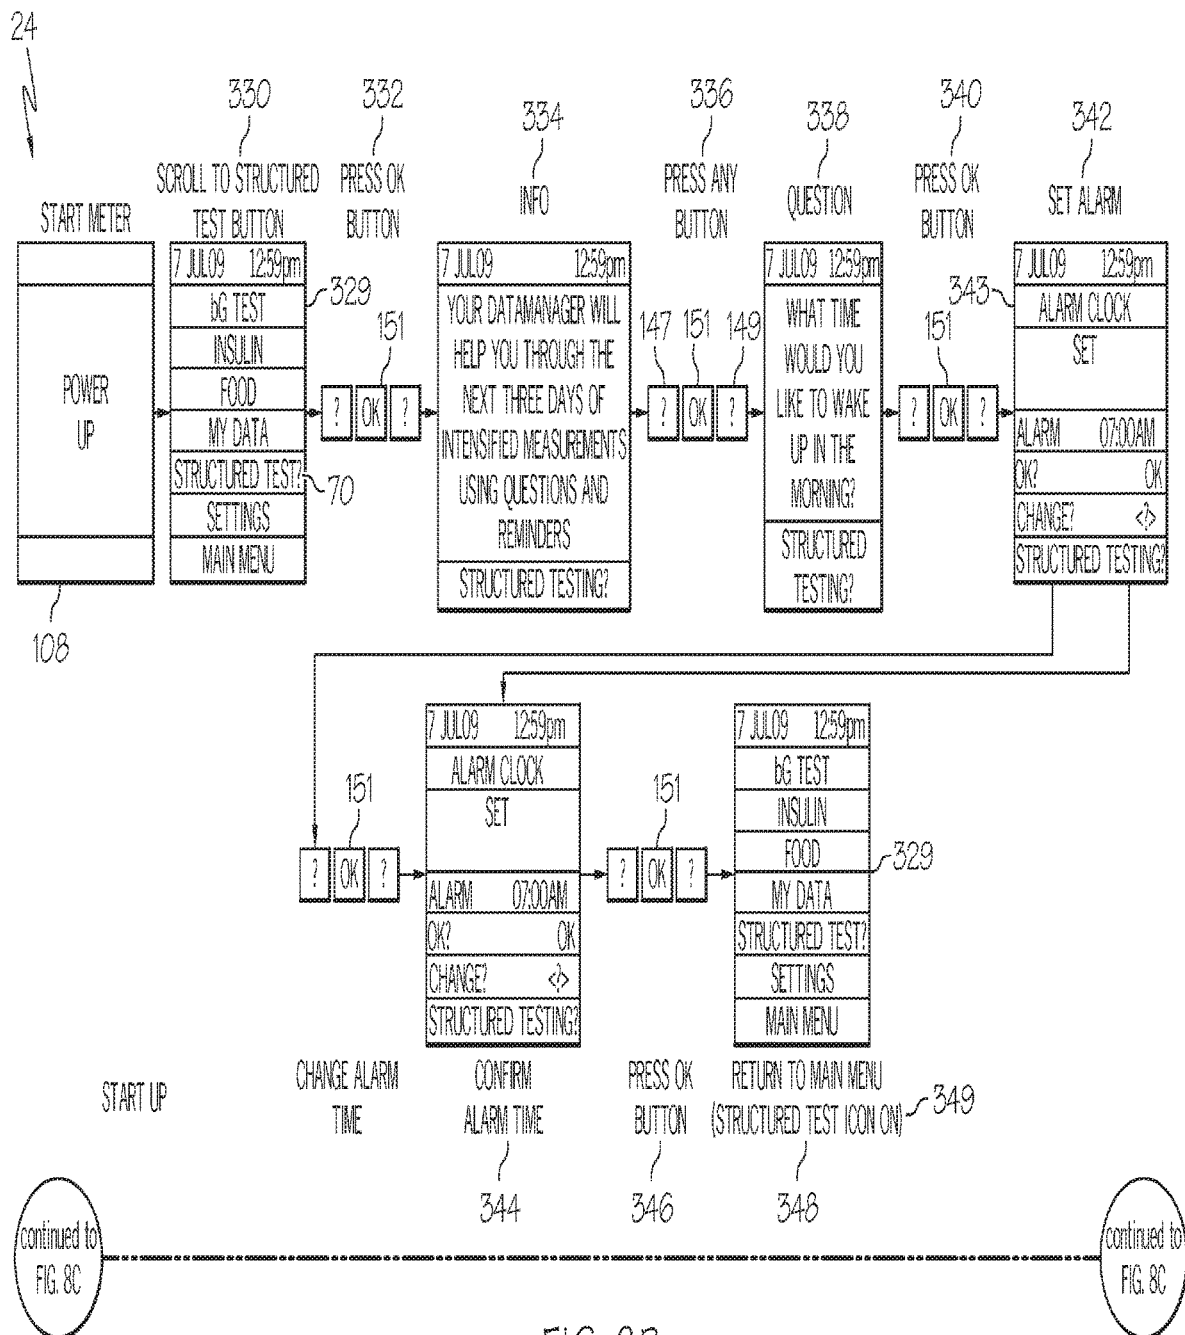 24
330
332
334
336
338
340
342
SCROLL TO STRUCTURED
TEST BUTTON
PRESS OK
BUTTON
INFO
PRESS ANY
BUTTON
QUESTION
PRESS OK
BUTTON
SET ALARM
START METER
POWER
UP
108
7 JUL09 12:59pm
bG TEST
INSULIN
FOOD
MY DATA
STRUCTURED TEST?
SETTINGS
MAIN MENU
329
70
151
? OK ?
7 JUL09 12:59pm
YOUR DATAMANAGER WILL
HELP YOU THROUGH THE
NEXT THREE DAYS OF
INTENSIFIED MEASUREMENTS
USING QUESTIONS AND
REMINDERS
STRUCTURED TESTING?
147 151 149
? OK ?
7 JUL09 12:59pm
WHAT TIME
WOULD YOU
LIKE TO WAKE
UP IN THE
MORNING?
STRUCTURED
TESTING?
151
? OK ?
343
7 JUL09 12:59pm
ALARM CLOCK
SET
ALARM 07:00AM
OK? OK
CHANGE? <?>
STRUCTURED TESTING?
151
? OK ?
7 JUL09 12:59pm
ALARM CLOCK
SET
ALARM 07:00AM
OK? OK
CHANGE? <?>
STRUCTURED TESTING?
151
? OK ?
7 JUL09 12:59pm
bG TEST
INSULIN
FOOD
MY DATA
STRUCTURED TEST?
SETTINGS
MAIN MENU
329
START UP
CHANGE ALARM
TIME
CONFIRM
ALARM TIME
PRESS OK
BUTTON
RETURN TO MAIN MENU
(STRUCTURED TEST ICON ON)
349
344
346
348
continued to
FIG. 8C
continued to
FIG. 8C